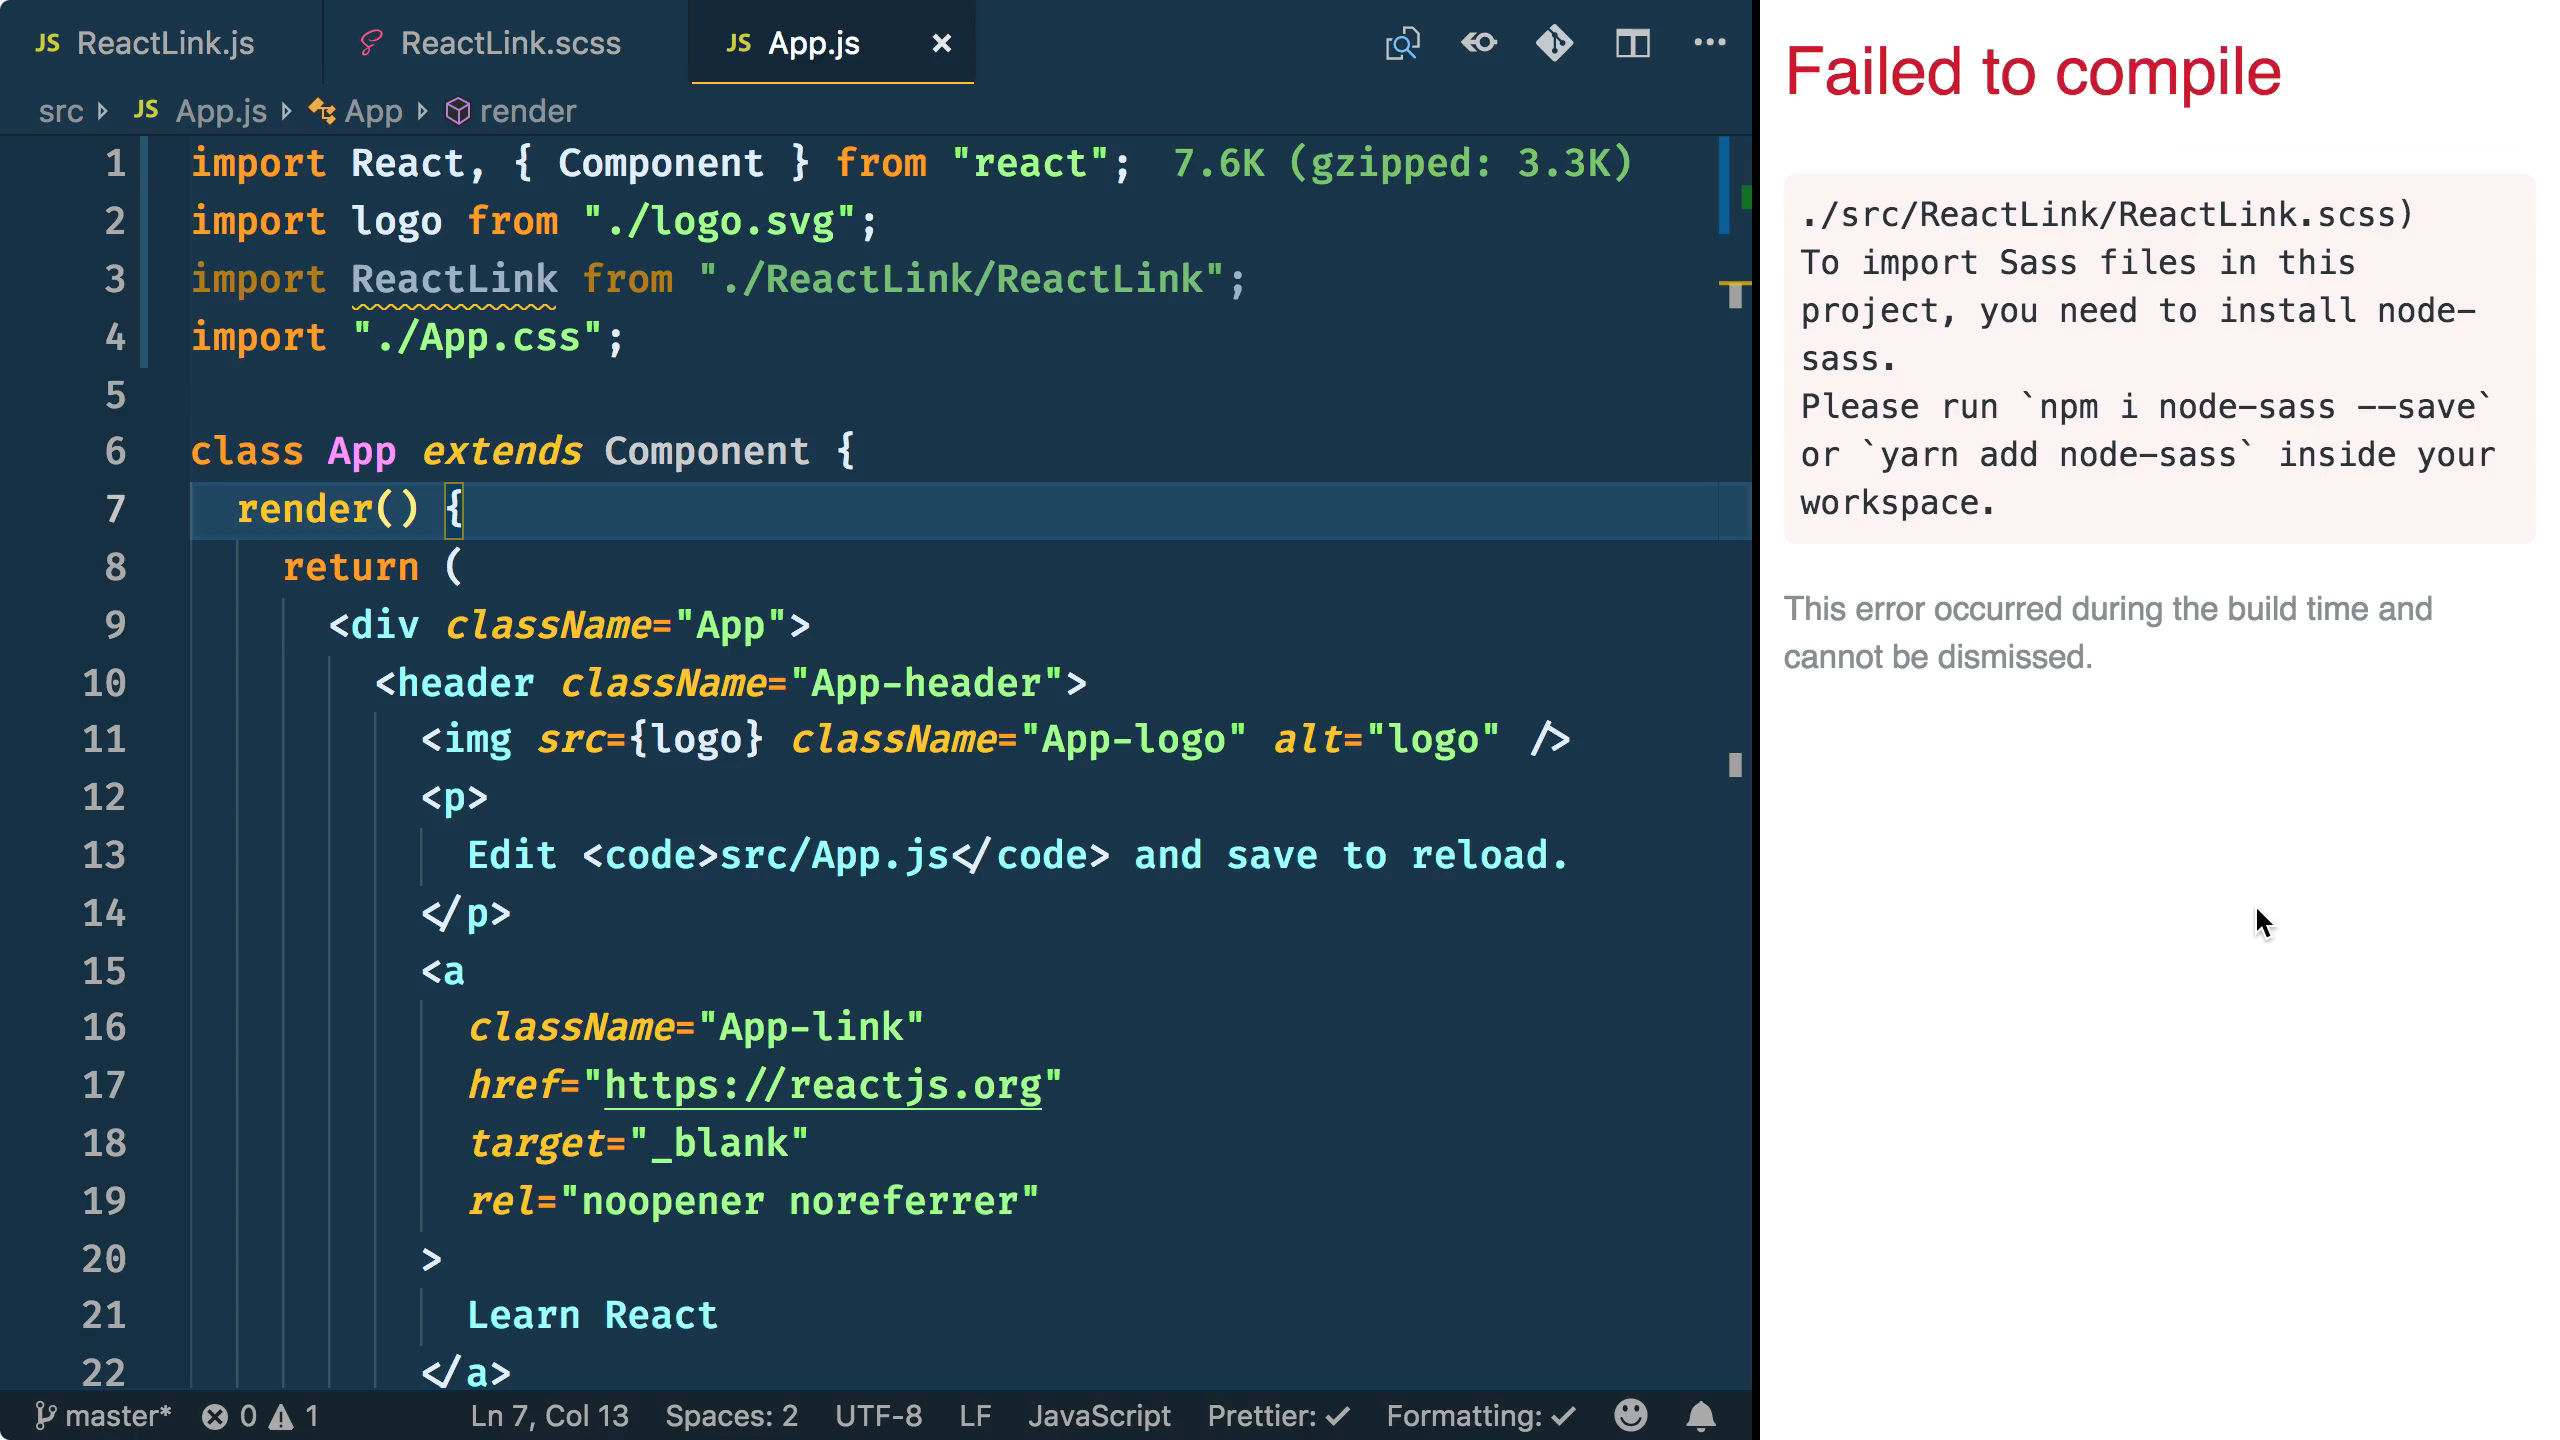 JS ReactLink.js ReactLink.scss JS App.js
src JS App.js App render
1 import React, { Component } from "react"; 7.6K (gzipped: 3.3K)
2 import logo from "./logo.svg";
3 import ReactLink from "./ReactLink/ReactLink";
4 import "./App.css";
5
6 class App extends Component {
7 render() {
8 return (
9 <div className="App">
10 <header className="App-header">
11 <img src={logo} className="App-logo" alt="logo" />
12 <p>
13 Edit <code>src/App.js</code> and save to reload.
14 </p>
15 <a
16 className="App-link"
17 href="https://reactjs.org"
18 target="_blank"
19 rel="noopener noreferrer"
20 >
21 Learn React
22 </a>
master* 0 1 Ln 7, Col 13 Spaces: 2 UTF-8 LF JavaScript Prettier: ✓ Formatting: ✓
Failed to compile
./src/ReactLink/ReactLink.scss)
To import Sass files in this
project, you need to install node-
sass.
Please run `npm i node-sass --save`
or `yarn add node-sass` inside your
workspace.
This error occurred during the build time and
cannot be dismissed.